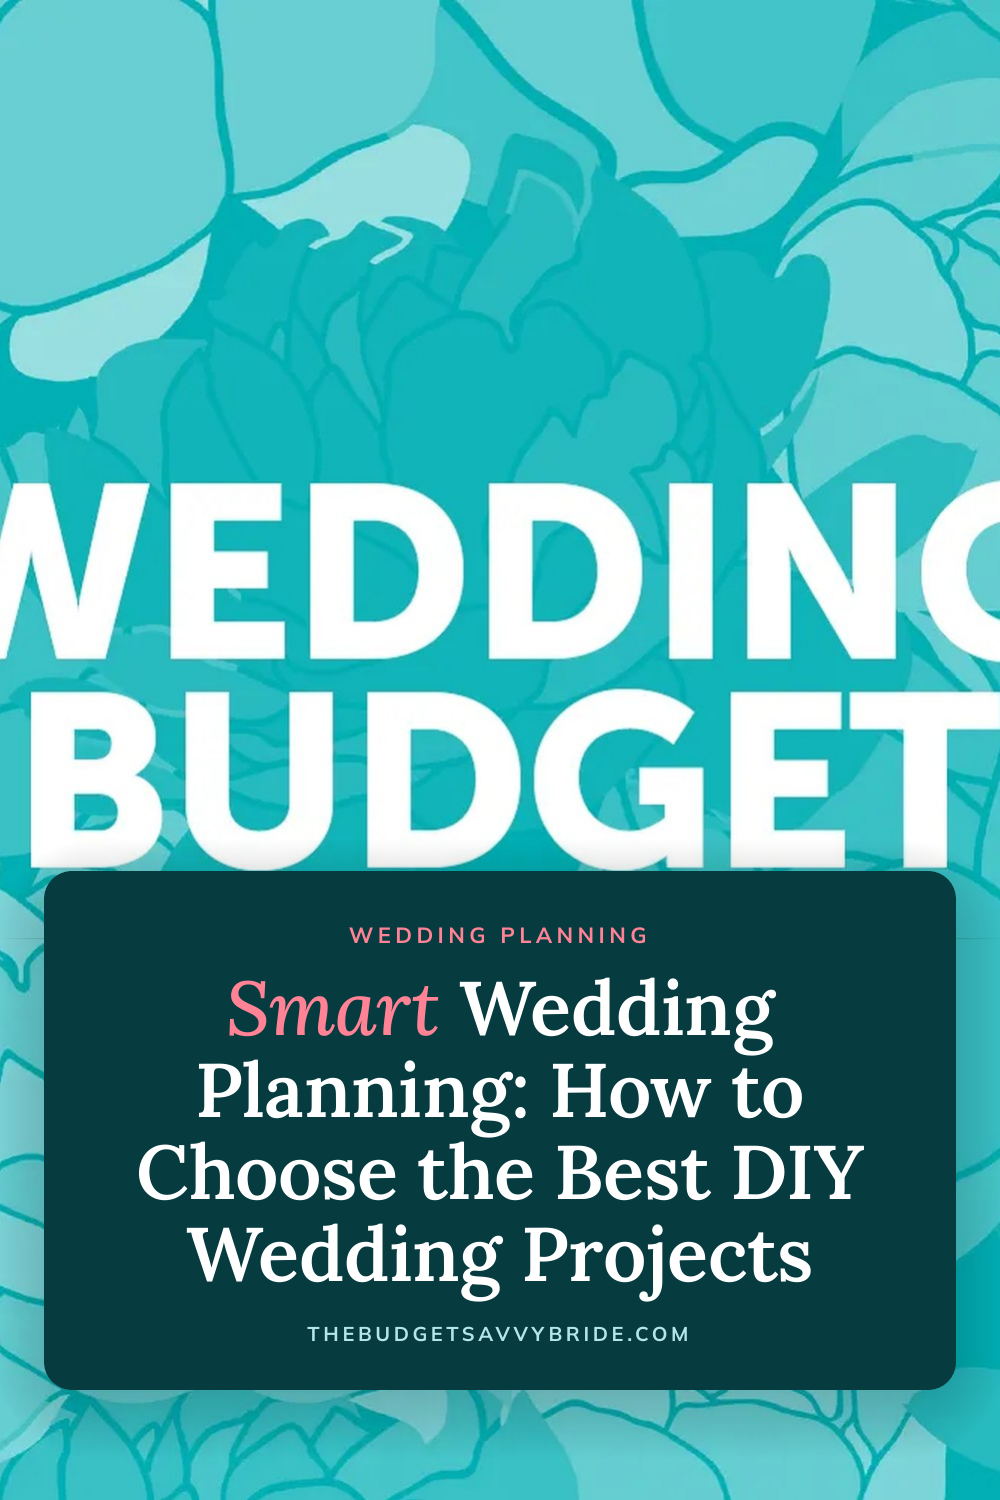 WEDDING
BUDGET
WEDDING PLANNING
Smart Wedding
Planning: How to
Choose the Best DIY
Wedding Projects
THEBUDGETSAVVYBRIDE.COM